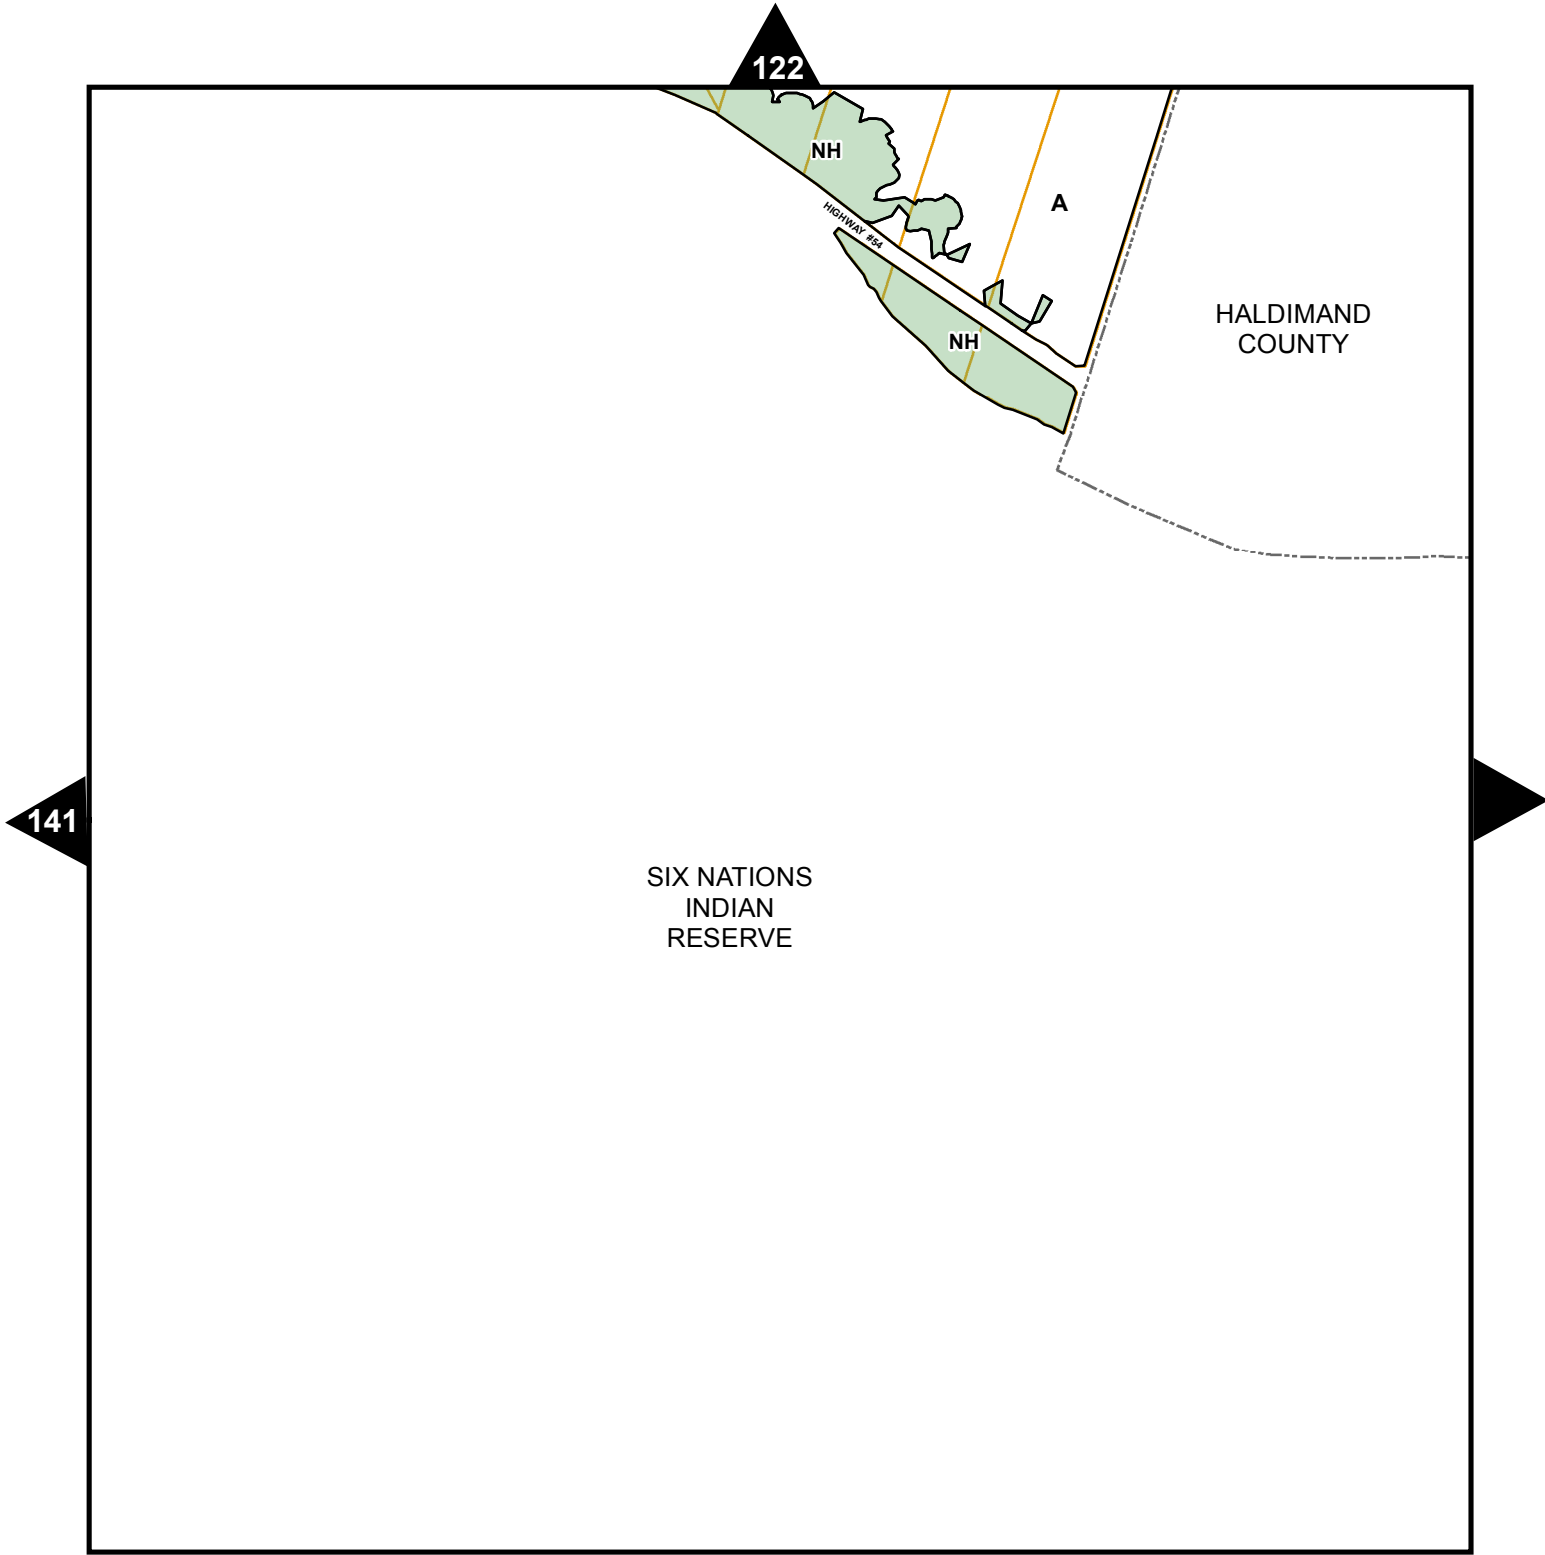 122
NH
A
HIGHWAY #54
HALDIMAND
COUNTY
NH
141
SIX NATIONS
INDIAN
RESERVE